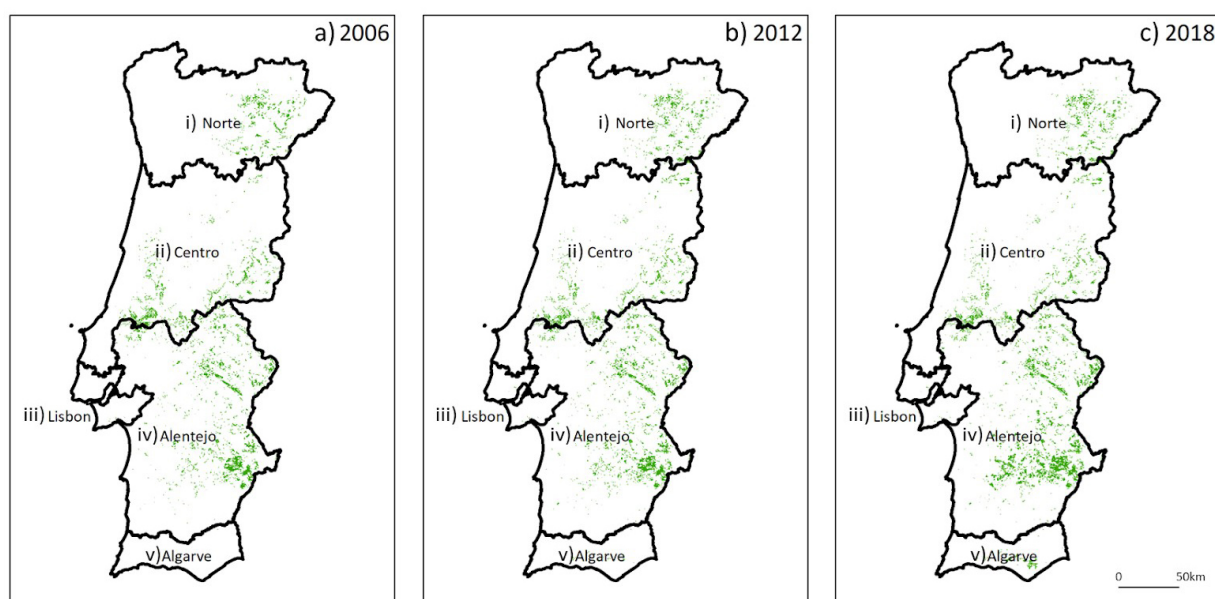 a) 2006
i) Norte
ii) Centro
iii) Lisbon
iv) Alentejo
v) Algarve
b) 2012
i) Norte
ii) Centro
iii) Lisbon
iv) Alentejo
v) Algarve
c) 2018
i) Norte
ii) Centro
iii) Lisbon
iv) Alentejo
v) Algarve
0 50km